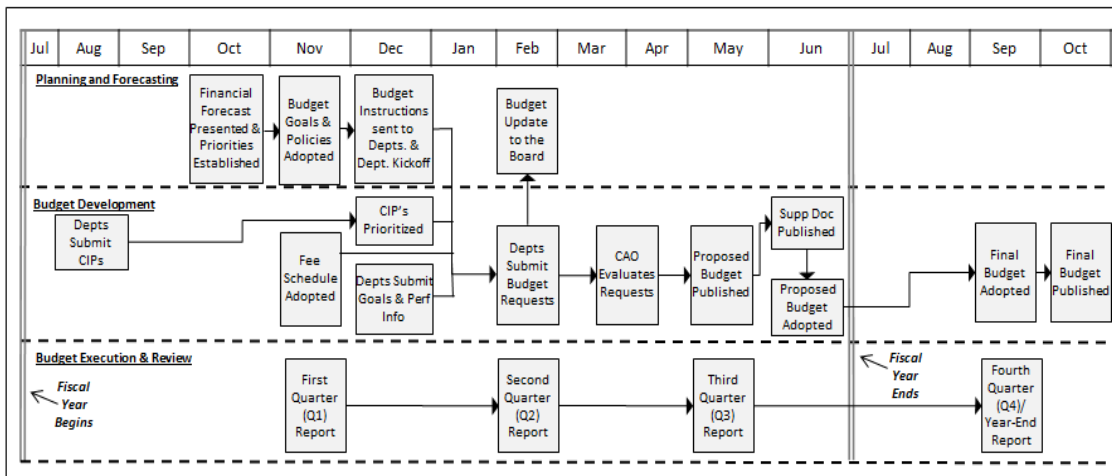 Jul Aug Sep Oct Nov Dec Jan Feb Mar Apr May Jun Jul Aug Sep Oct
Planning and Forecasting
Financial
Forecast
Presented &
Priorities
Established
Budget
Goals &
Policies
Adopted
Budget
Instructions
sent to
Depts. &
Dept. Kickoff
Budget
Update
to the
Board
Budget Development
Depts
Submit
CIPs
CIP's
Prioritized
Fee
Schedule
Adopted
Depts Submit
Goals & Perf
Info
Depts
Submit
Budget
Requests
CAO
Evaluates
Requests
Proposed
Budget
Published
Supp Doc
Published
Proposed
Budget
Adopted
Final
Budget
Adopted
Final
Budget
Published
Budget Execution & Review
Fiscal
Year
Begins
First
Quarter
(Q1)
Report
Second
Quarter
(Q2)
Report
Third
Quarter
(Q3)
Report
Fiscal
Year
Ends
Fourth
Quarter
(Q4)/
Year-End
Report